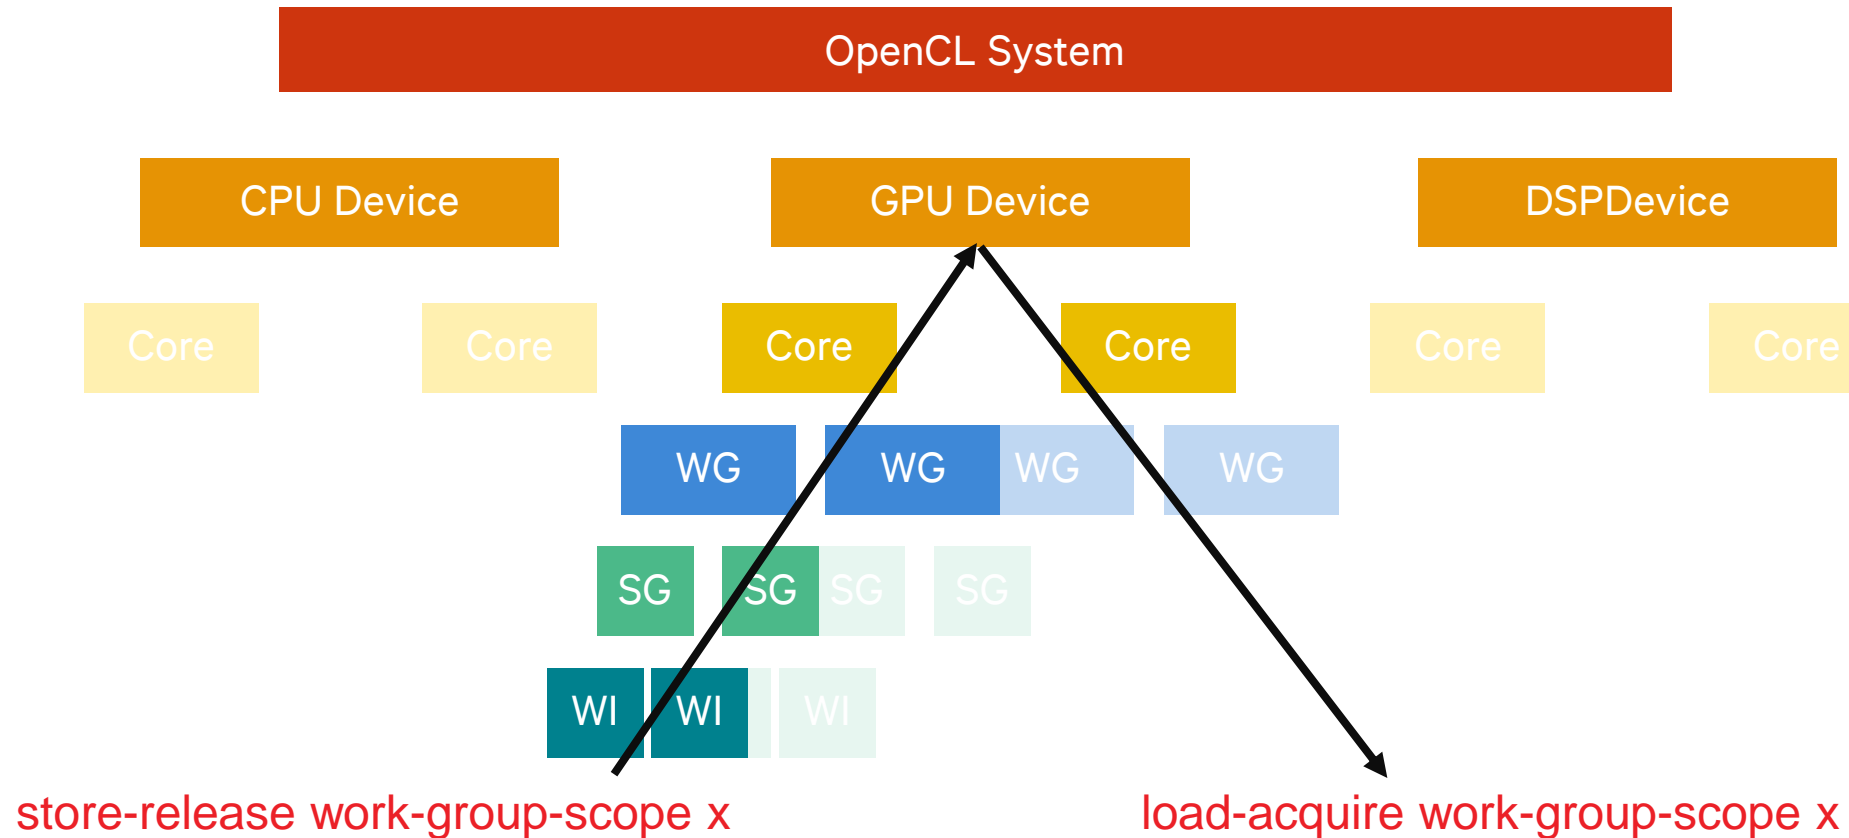 OpenCL System
CPU Device
GPU Device
DSPDevice
Core
Core
Core
Core
Core
Core
WG
WG
WG
WG
SG
SG
SG
SG
WI
WI
WI
store-release work-group-scope x
load-acquire work-group-scope x